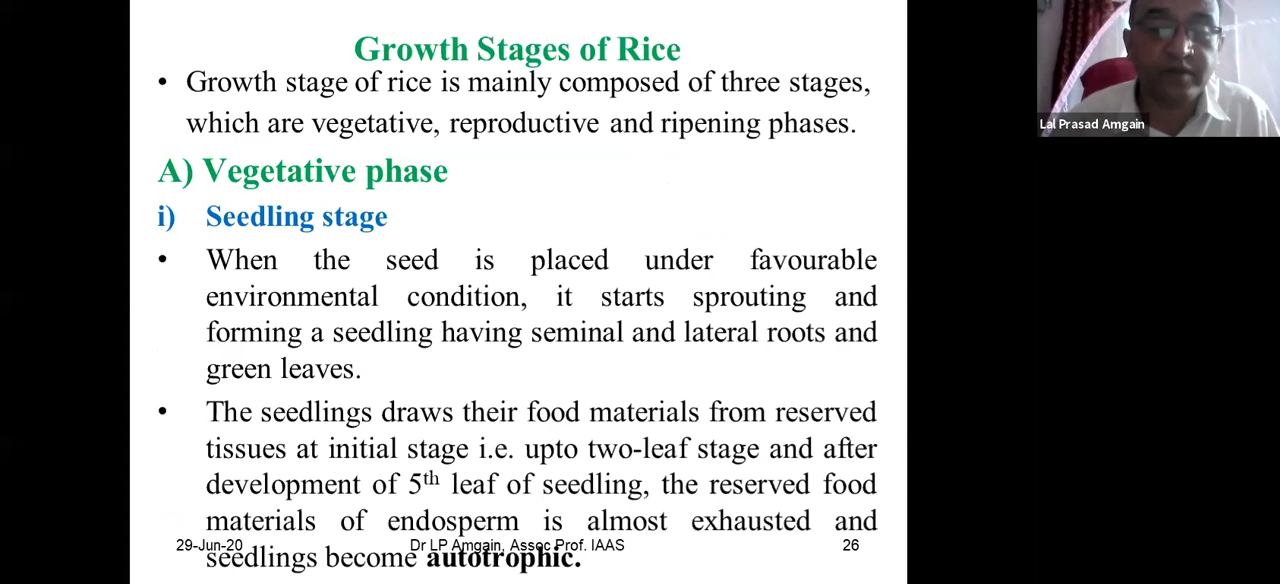 Growth Stages of Rice
• Growth stage of rice is mainly composed of three stages,
which are vegetative, reproductive and ripening phases.
A) Vegetative phase
i) Seedling stage
• When the seed is placed under favourable
environmental condition, it starts sprouting and
forming a seedling having seminal and lateral roots and
green leaves.
• The seedlings draws their food materials from reserved
tissues at initial stage i.e. upto two-leaf stage and after
development of 5th leaf of seedling, the reserved food
materials of endosperm is almost exhausted and
seedlings become autotrophic.
29-Jun-20 Dr LP Amgain, Assoc Prof. IAAS 26
Lal Prasad Amgain